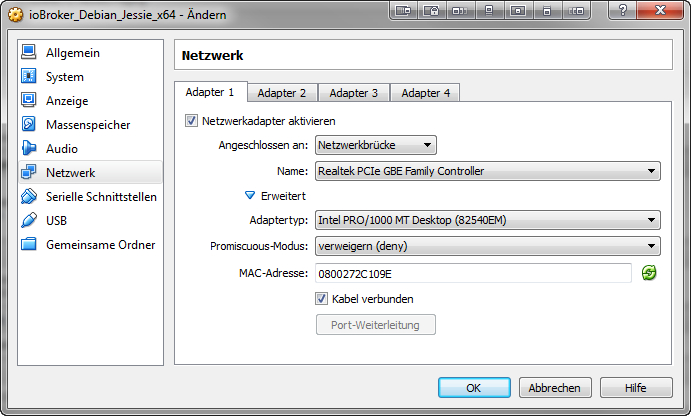 ioBroker_Debian_Jessie_x64 - Ändern
Allgemein
System
Anzeige
Massenspeicher
Audio
Netzwerk
Serielle Schnittstellen
USB
Gemeinsame Ordner
Netzwerk
Adapter 1 Adapter 2 Adapter 3 Adapter 4
Netzwerkadapter aktivieren
Angeschlossen an: Netzwerkbrücke
Name: Realtek PCIe GBE Family Controller
Erweitert
Adaptertyp: Intel PRO/1000 MT Desktop (82540EM)
Promiscuous-Modus: verweigern (deny)
MAC-Adresse: 0800272C109E
Kabel verbunden
Port-Weiterleitung
OK Abbrechen Hilfe